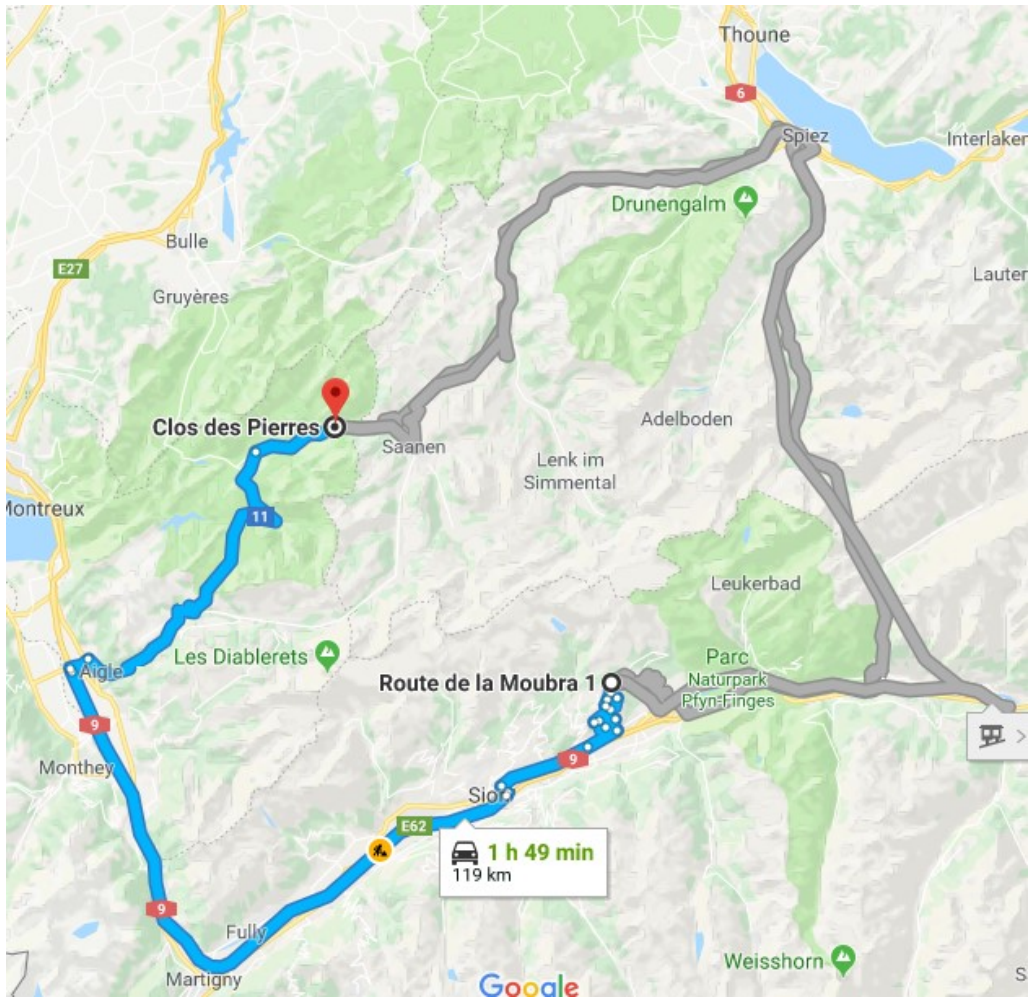 Thoune
6
Spiez
Interlaken
Drunengalm
Bulle
E27
Lauter
Gruyères
Clos des Pierres
Saanen
Adelboden
Lenk im
Simmental
Montreux
11
Leukerbad
Les Diablerets
Aigle
Parc
Naturpark
Pfyn-Finges
Route de la Moubra 1
9
Monthey
9
Sion
E62
1 h 49 min
119 km
9
Fully
Martigny
Weisshorn
S
Google